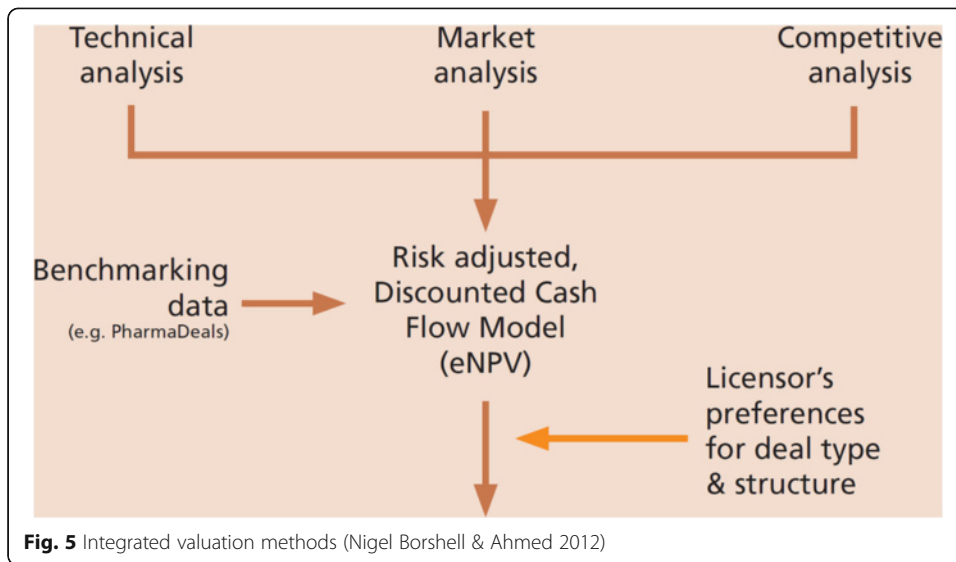 Technical
analysis
Market
analysis
Competitive
analysis
Benchmarking
data
(e.g. PharmaDeals)
Risk adjusted,
Discounted Cash
Flow Model
(eNPV)
Licensor's
preferences
for deal type
& structure
Fig. 5 Integrated valuation methods (Nigel Borshell & Ahmed 2012)